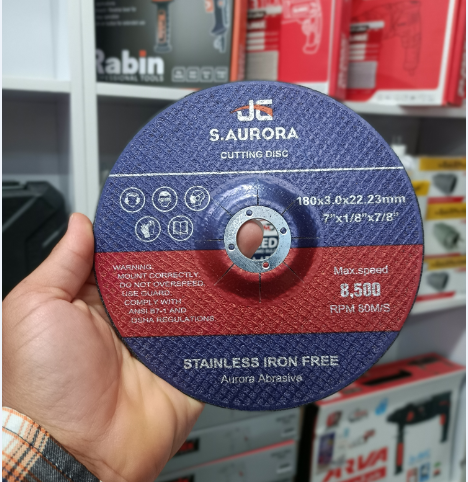 Rabin
JG
S.AURORA
CUTTING DISC
180x3.0x22.23mm
7"x1/8"x7/8"
WARNING:
MOUNT CORRECTLY.
DO NOT OVERSPEED.
USE GUARD.
COMPLY WITH
ANSI B7-1 AND
OSHA REGULATIONS.
Max.speed
8,500
RPM 80M/S
STAINLESS IRON FREE
Aurora Abrasiva
ARVA